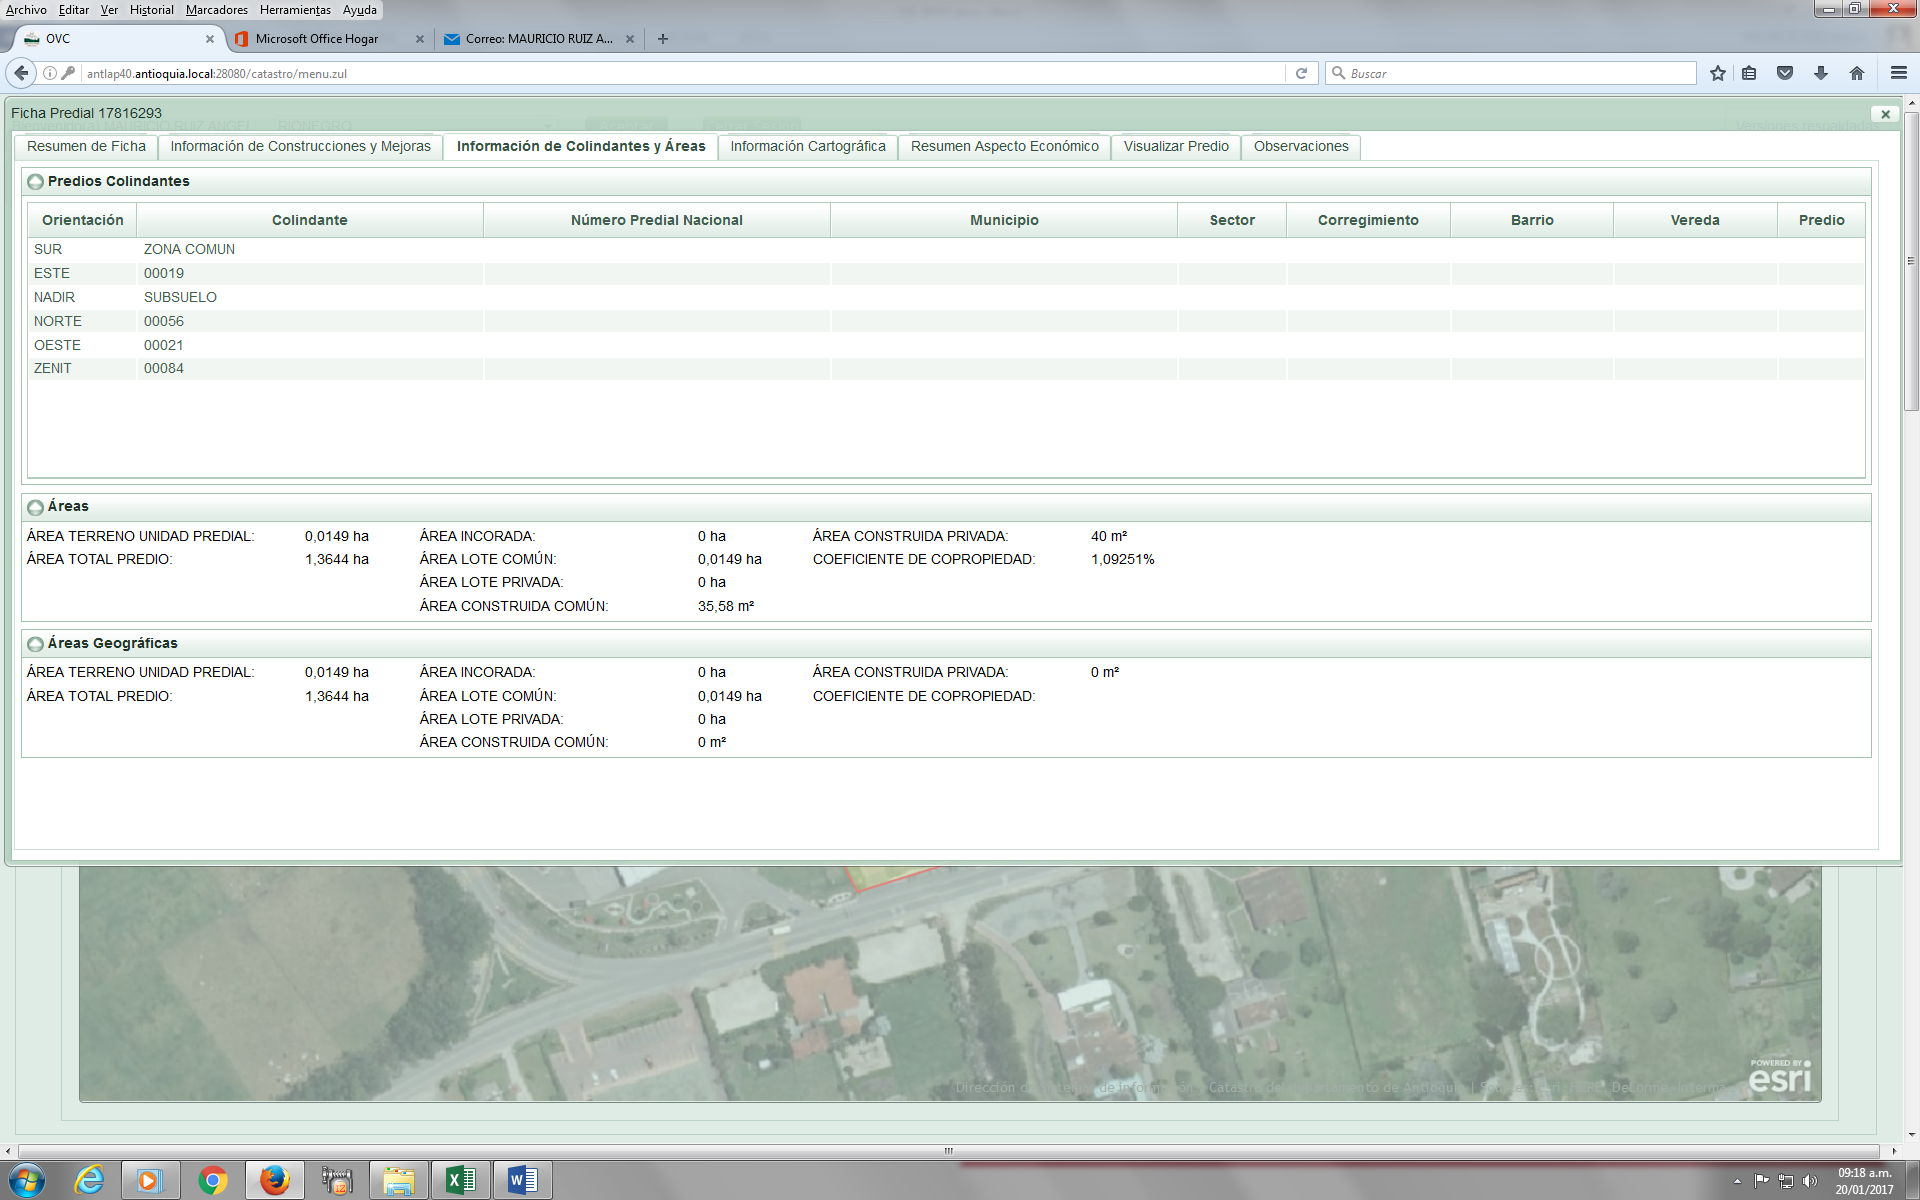 Archivo Editar Ver Historial Marcadores Herramientas Ayuda
OVC
Microsoft Office Hogar
Correo: MAURICIO RUIZ A...
antlap40.antioquia.local:28080/catastro/menu.zul
Buscar
Ficha Predial 17816293
Resumen de Ficha
Información de Construcciones y Mejoras
Información de Colindantes y Áreas
Información Cartográfica
Resumen Aspecto Económico
Visualizar Predio
Observaciones
Predios Colindantes
Orientación Colindante Número Predial Nacional Municipio Sector Corregimiento Barrio Vereda Predio
SUR ZONA COMUN
ESTE 00019
NADIR SUBSUELO
NORTE 00056
OESTE 00021
ZENIT 00084
Áreas
ÁREA TERRENO UNIDAD PREDIAL: 0,0149 ha ÁREA INCORADA: 0 ha ÁREA CONSTRUIDA PRIVADA: 40 m²
ÁREA TOTAL PREDIO: 1,3644 ha ÁREA LOTE COMÚN: 0,0149 ha COEFICIENTE DE COPROPIEDAD: 1,09251%
ÁREA LOTE PRIVADA: 0 ha
ÁREA CONSTRUIDA COMÚN: 35,58 m²
Áreas Geográficas
ÁREA TERRENO UNIDAD PREDIAL: 0,0149 ha ÁREA INCORADA: 0 ha ÁREA CONSTRUIDA PRIVADA: 0 m²
ÁREA TOTAL PREDIO: 1,3644 ha ÁREA LOTE COMÚN: 0,0149 ha COEFICIENTE DE COPROPIEDAD:
ÁREA LOTE PRIVADA: 0 ha
ÁREA CONSTRUIDA COMÚN: 0 m²
POWERED BY
esri
09:18 a.m.
20/01/2017